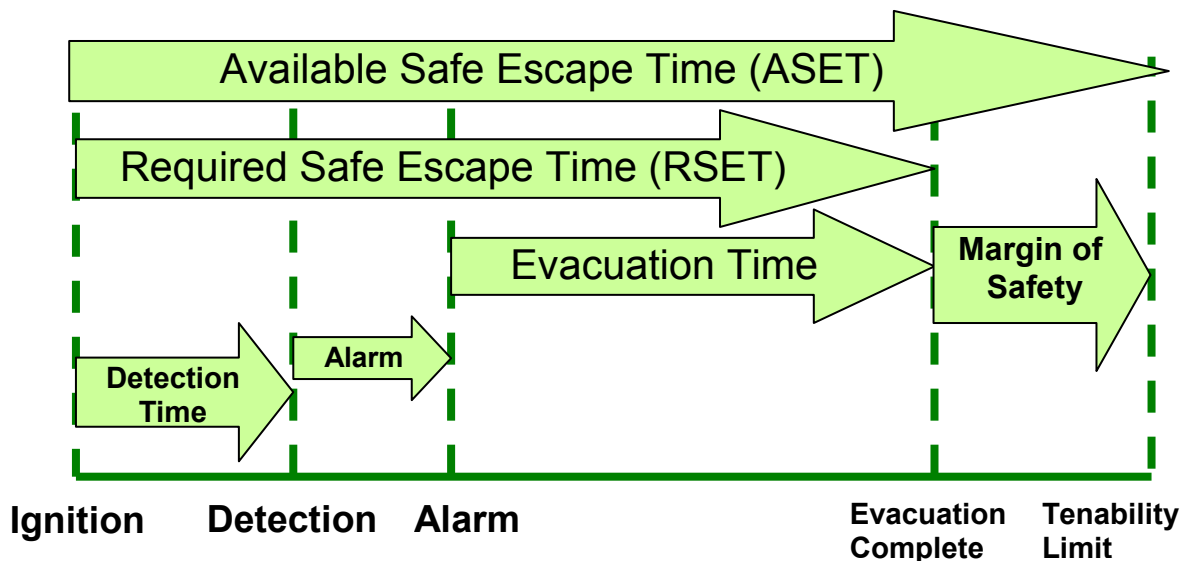 Available Safe Escape Time (ASET)
Required Safe Escape Time (RSET)
Evacuation Time
Margin of
Safety
Alarm
Detection
Time
Ignition
Detection
Alarm
Evacuation
Complete
Tenability
Limit